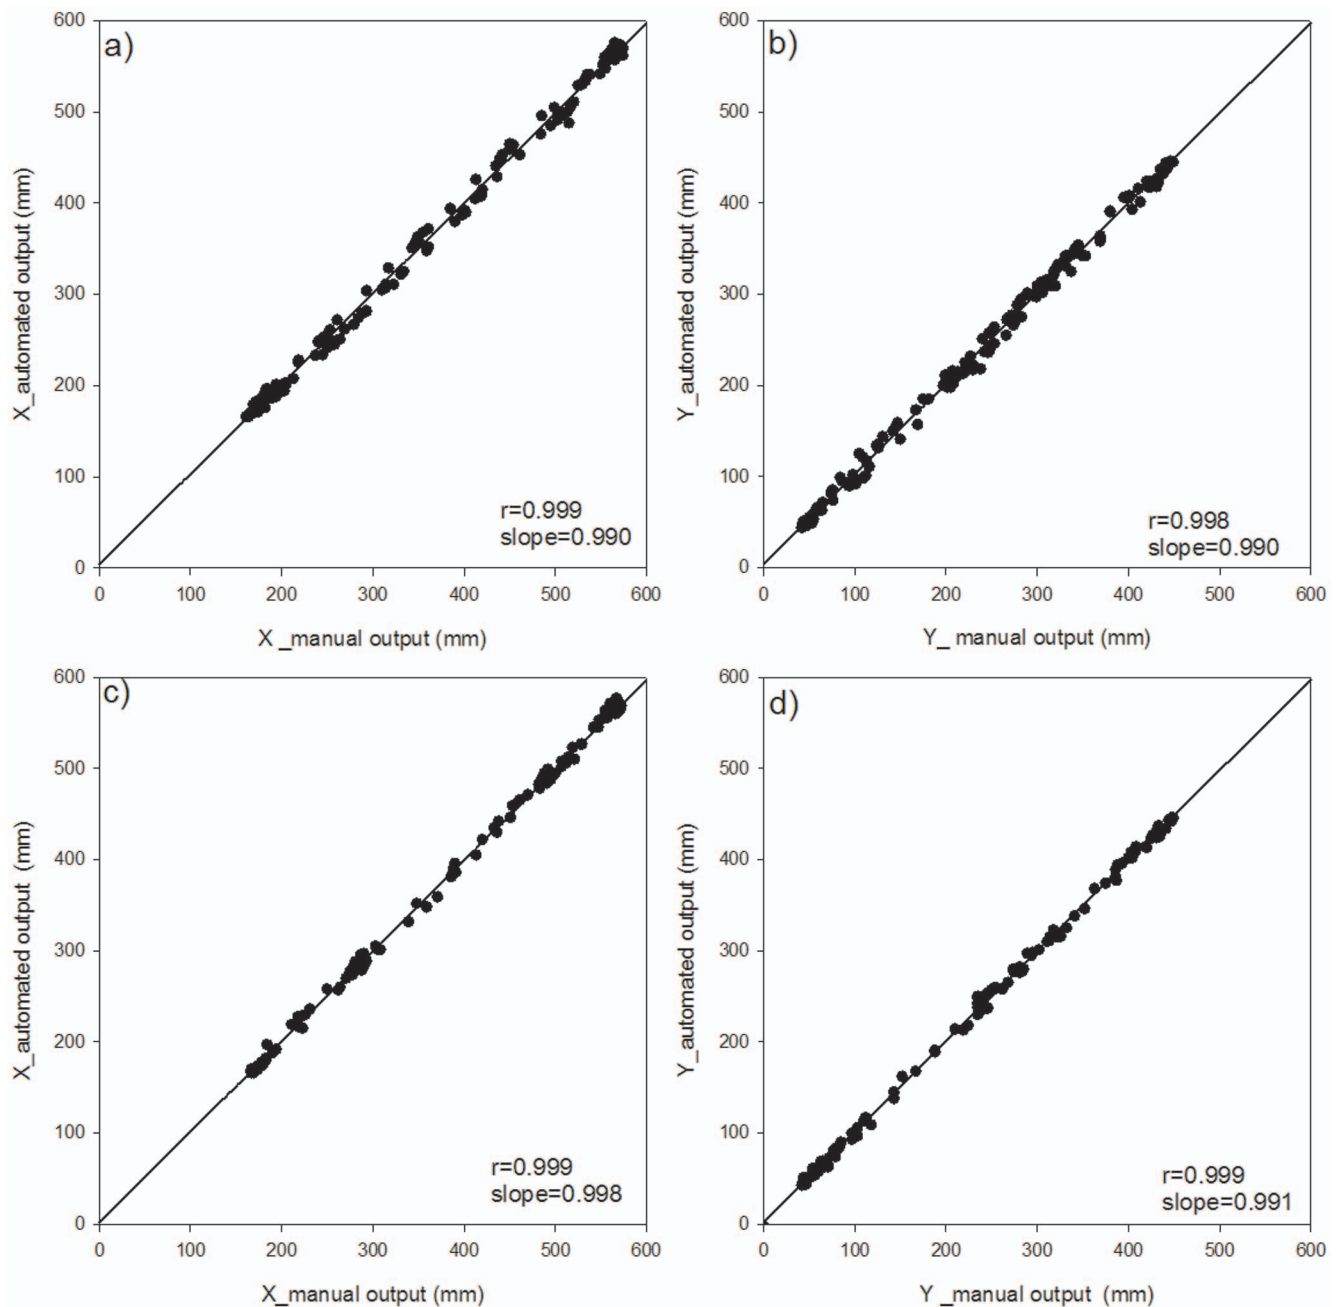 a)
600
500
400
300
200
100
0
X_automated output (mm)
r=0.999
slope=0.990
0 100 200 300 400 500 600
X _manual output (mm)
b)
600
500
400
300
200
100
0
Y_automated output (mm)
r=0.998
slope=0.990
0 100 200 300 400 500 600
Y_ manual output (mm)
c)
600
500
400
300
200
100
0
X_automated output (mm)
r=0.999
slope=0.998
0 100 200 300 400 500 600
X_manual output (mm)
d)
600
500
400
300
200
100
0
Y_automated output (mm)
r=0.999
slope=0.991
0 100 200 300 400 500 600
Y _manual output (mm)